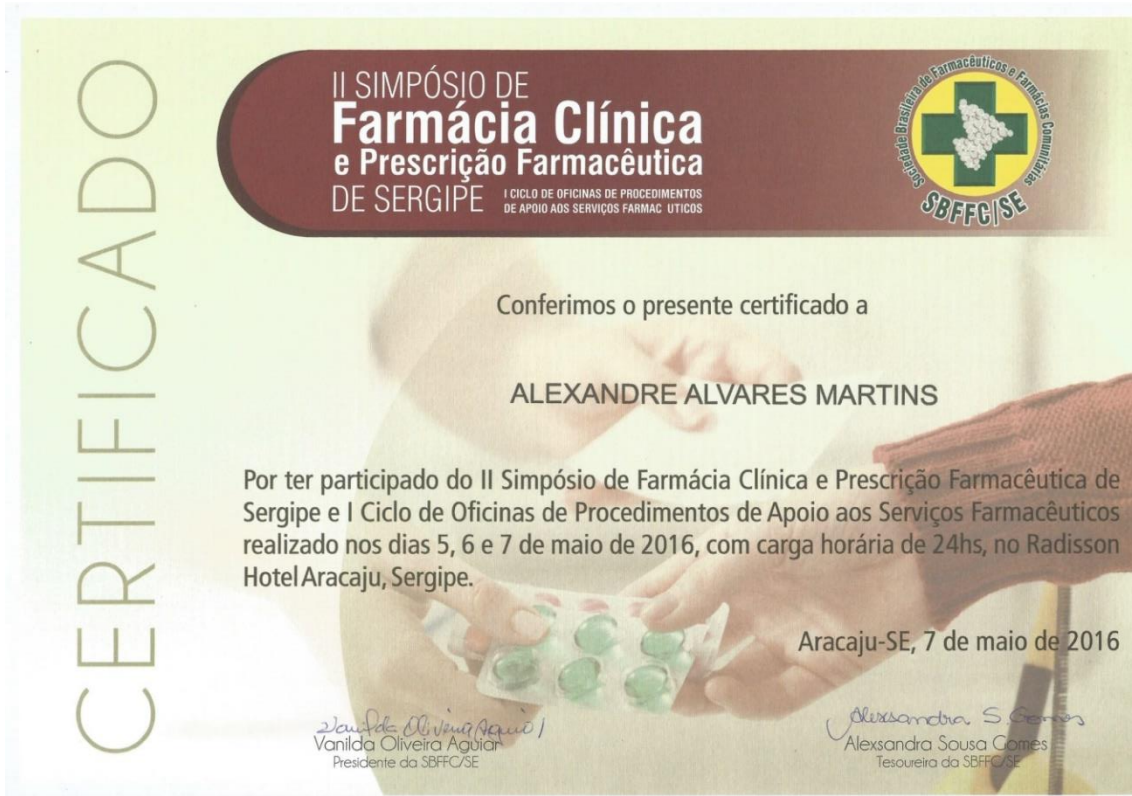 CERTIFICADO
II SIMPÓSIO DE
Farmácia Clínica
e Prescrição Farmacêutica
DE SERGIPE
I CICLO DE OFICINAS DE PROCEDIMENTOS
DE APOIO AOS SERVIÇOS FARMAC UTICOS
Sociedade Brasileira de Farmacêuticos e Farmácias Comunitárias
SBFFC/SE
Conferimos o presente certificado a
ALEXANDRE ALVARES MARTINS
Por ter participado do II Simpósio de Farmácia Clínica e Prescrição Farmacêutica de
Sergipe e I Ciclo de Oficinas de Procedimentos de Apoio aos Serviços Farmacêuticos
realizado nos dias 5, 6 e 7 de maio de 2016, com carga horária de 24hs, no Radisson
Hotel Aracaju, Sergipe.
Aracaju-SE, 7 de maio de 2016
Vanilda Oliveira Aguiar
Vanilda Oliveira Aguiar
Presidente da SBFFC/SE
Alexsandra S. Gomes
Alexsandra Sousa Gomes
Tesoureira da SBFFC/SE